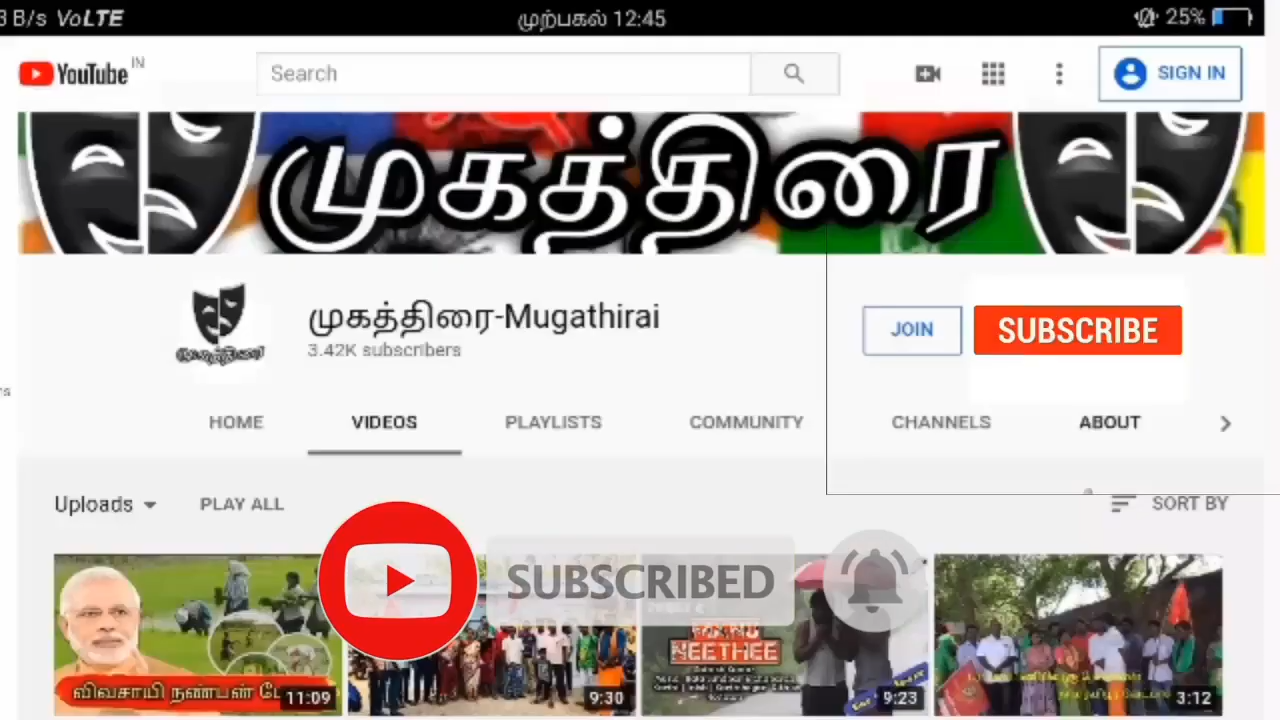 3 B/s VoLTE முற்பகல் 12:45 25%
YouTube IN Search SIGN IN
முகத்திரை
முகத்திரை-Mugathirai
3.42K subscribers
JOIN SUBSCRIBE
HOME VIDEOS PLAYLISTS COMMUNITY CHANNELS ABOUT
Uploads PLAY ALL SORT BY
SUBSCRIBED
NEETHEE
விவசாயி நண்பன்
11:09 9:30 9:23 3:12